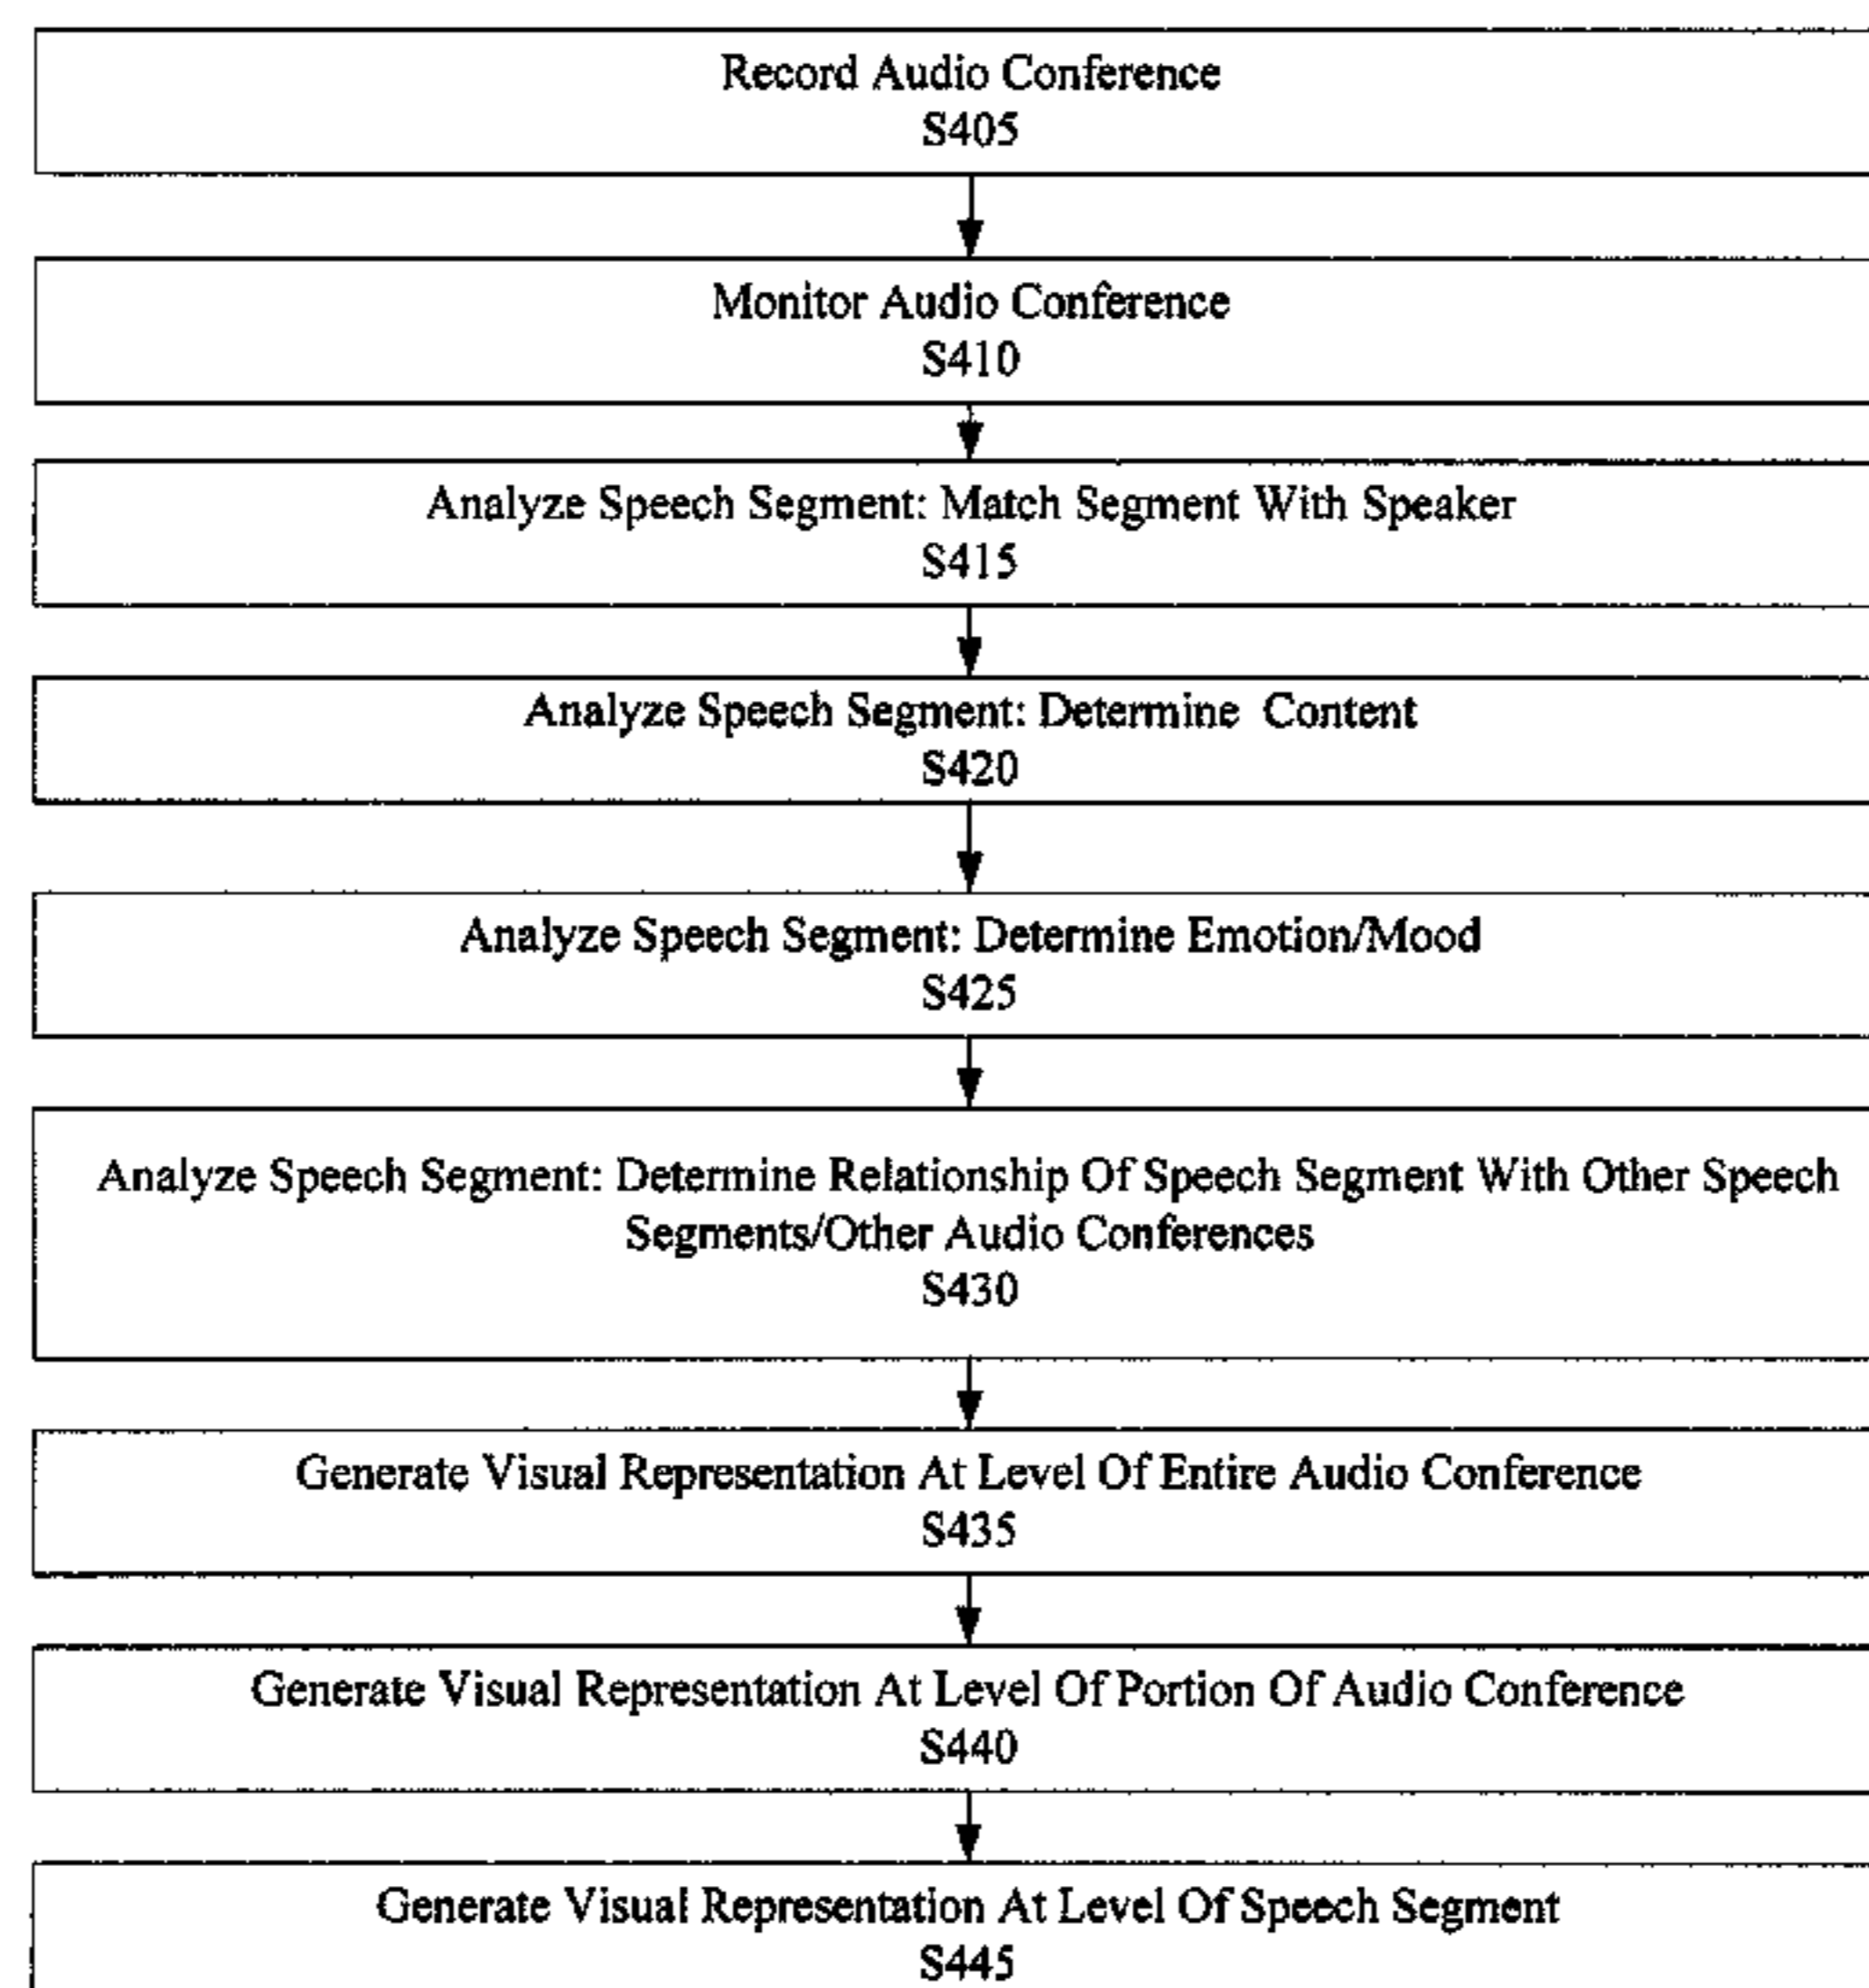 Record Audio Conference
S405
Monitor Audio Conference
S410
Analyze Speech Segment: Match Segment With Speaker
S415
Analyze Speech Segment: Determine Content
S420
Analyze Speech Segment: Determine Emotion/Mood
S425
Analyze Speech Segment: Determine Relationship Of Speech Segment With Other Speech
Segments/Other Audio Conferences
S430
Generate Visual Representation At Level Of Entire Audio Conference
S435
Generate Visual Representation At Level Of Portion Of Audio Conference
S440
Generate Visual Representation At Level Of Speech Segment
S445